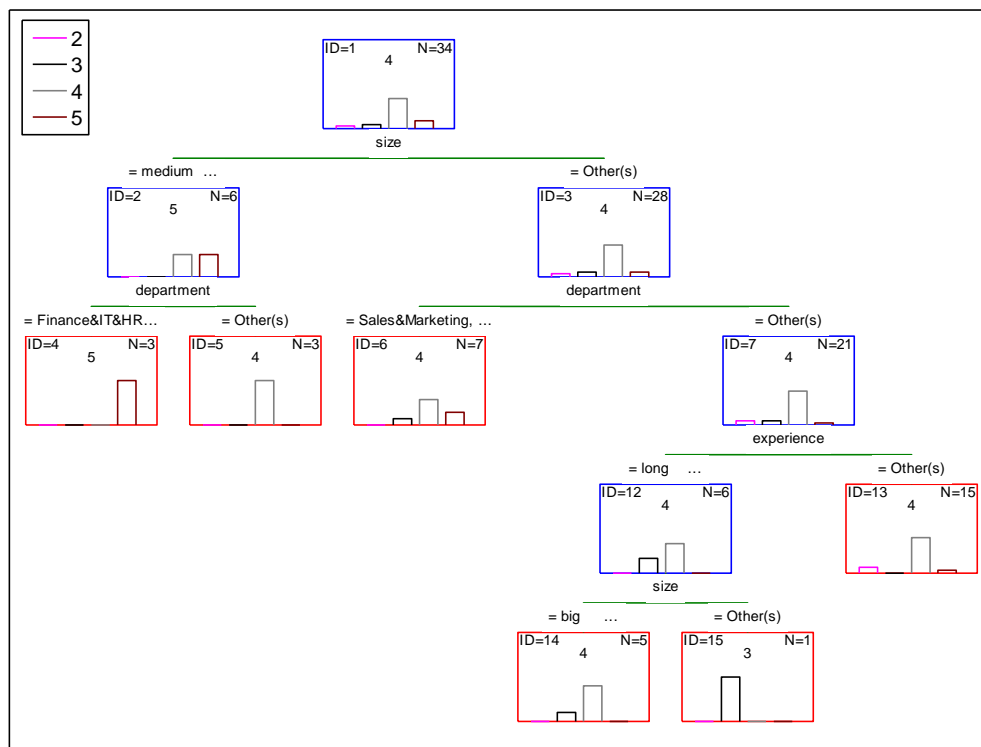 2
3
4
5
ID=1 N=34
4
size
= medium ...
= Other(s)
ID=2 N=6
5
ID=3 N=28
4
department
department
= Finance&IT&HR...
= Other(s)
= Sales&Marketing, ...
= Other(s)
ID=4 N=3
5
ID=5 N=3
4
ID=6 N=7
4
ID=7 N=21
4
experience
= long ...
= Other(s)
ID=12 N=6
4
ID=13 N=15
4
size
= big ...
= Other(s)
ID=14 N=5
4
ID=15 N=1
3